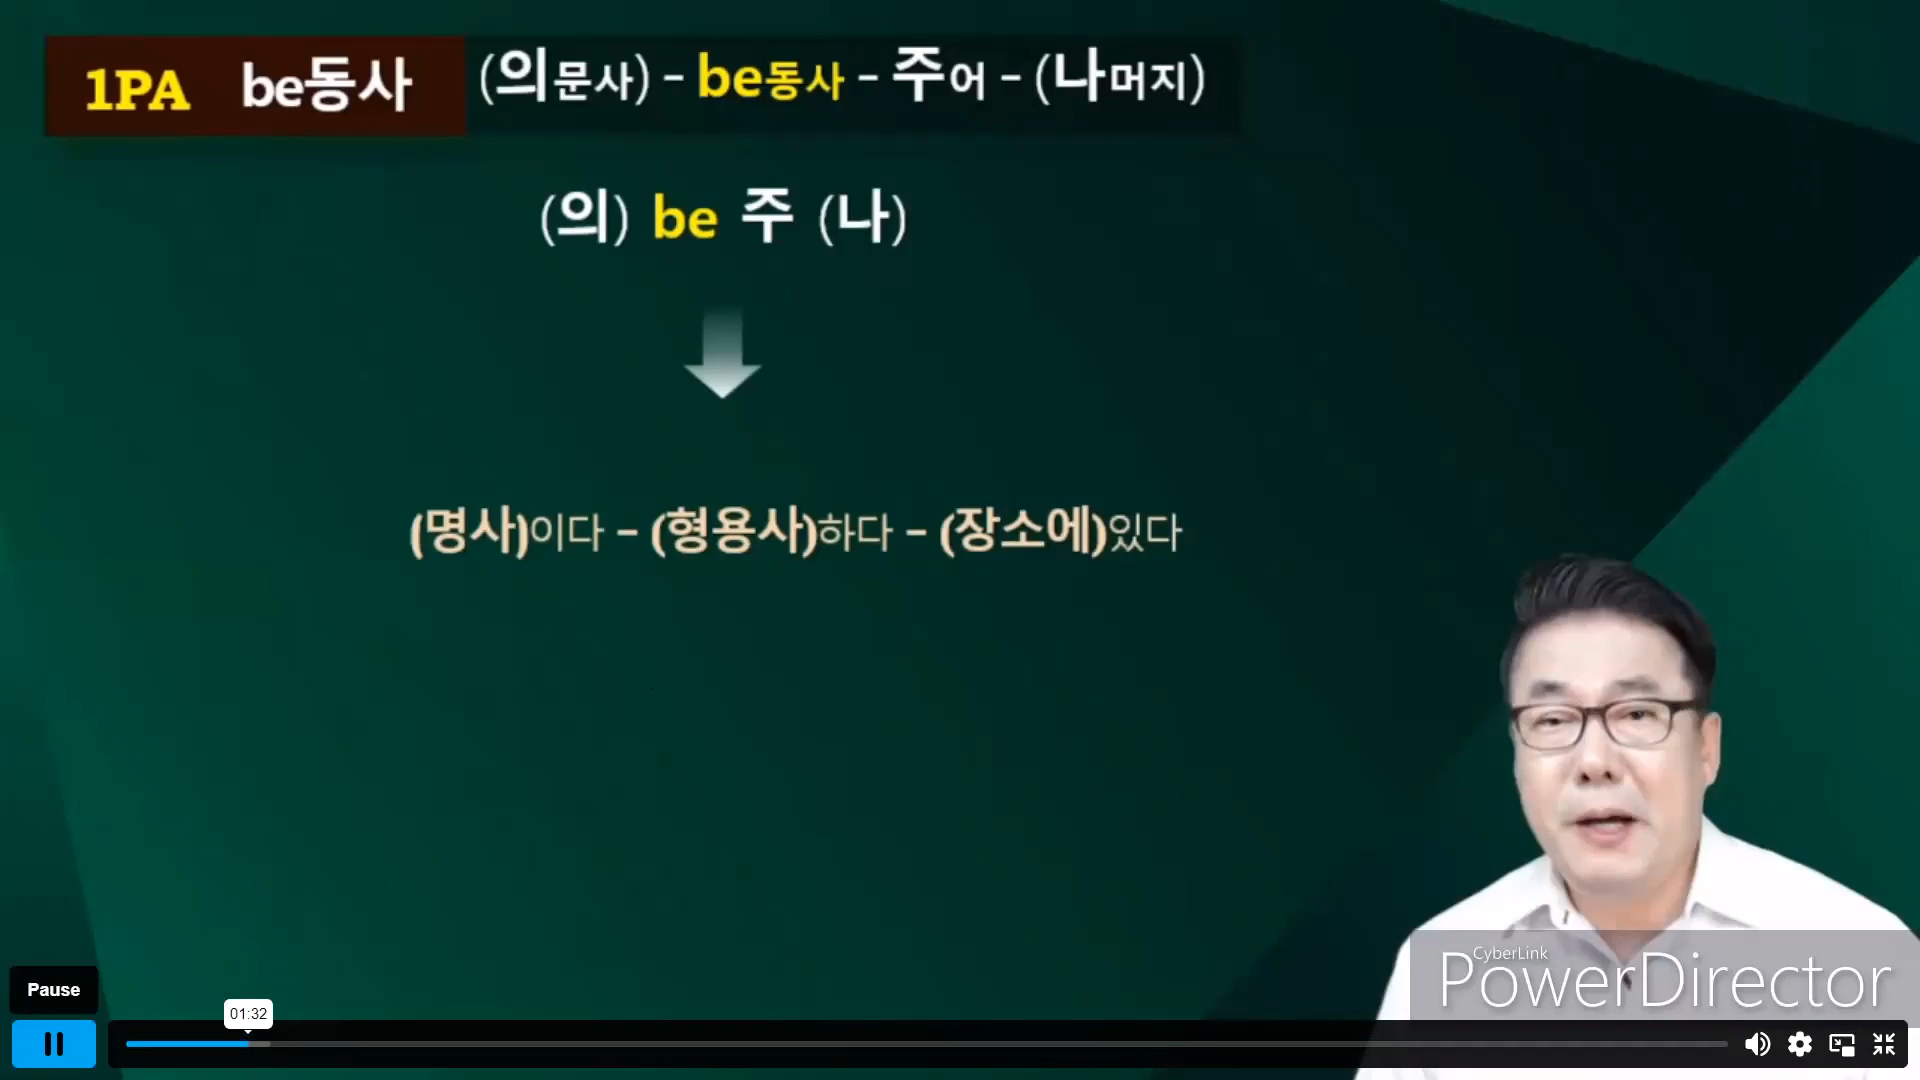 1PA be동사 (의문사) - be동사 - 주어 - (나머지)
(의) be 주 (나)
(명사)이다 - (형용사)하다 - (장소에)있다
CyberLink
PowerDirector
Pause
01:32